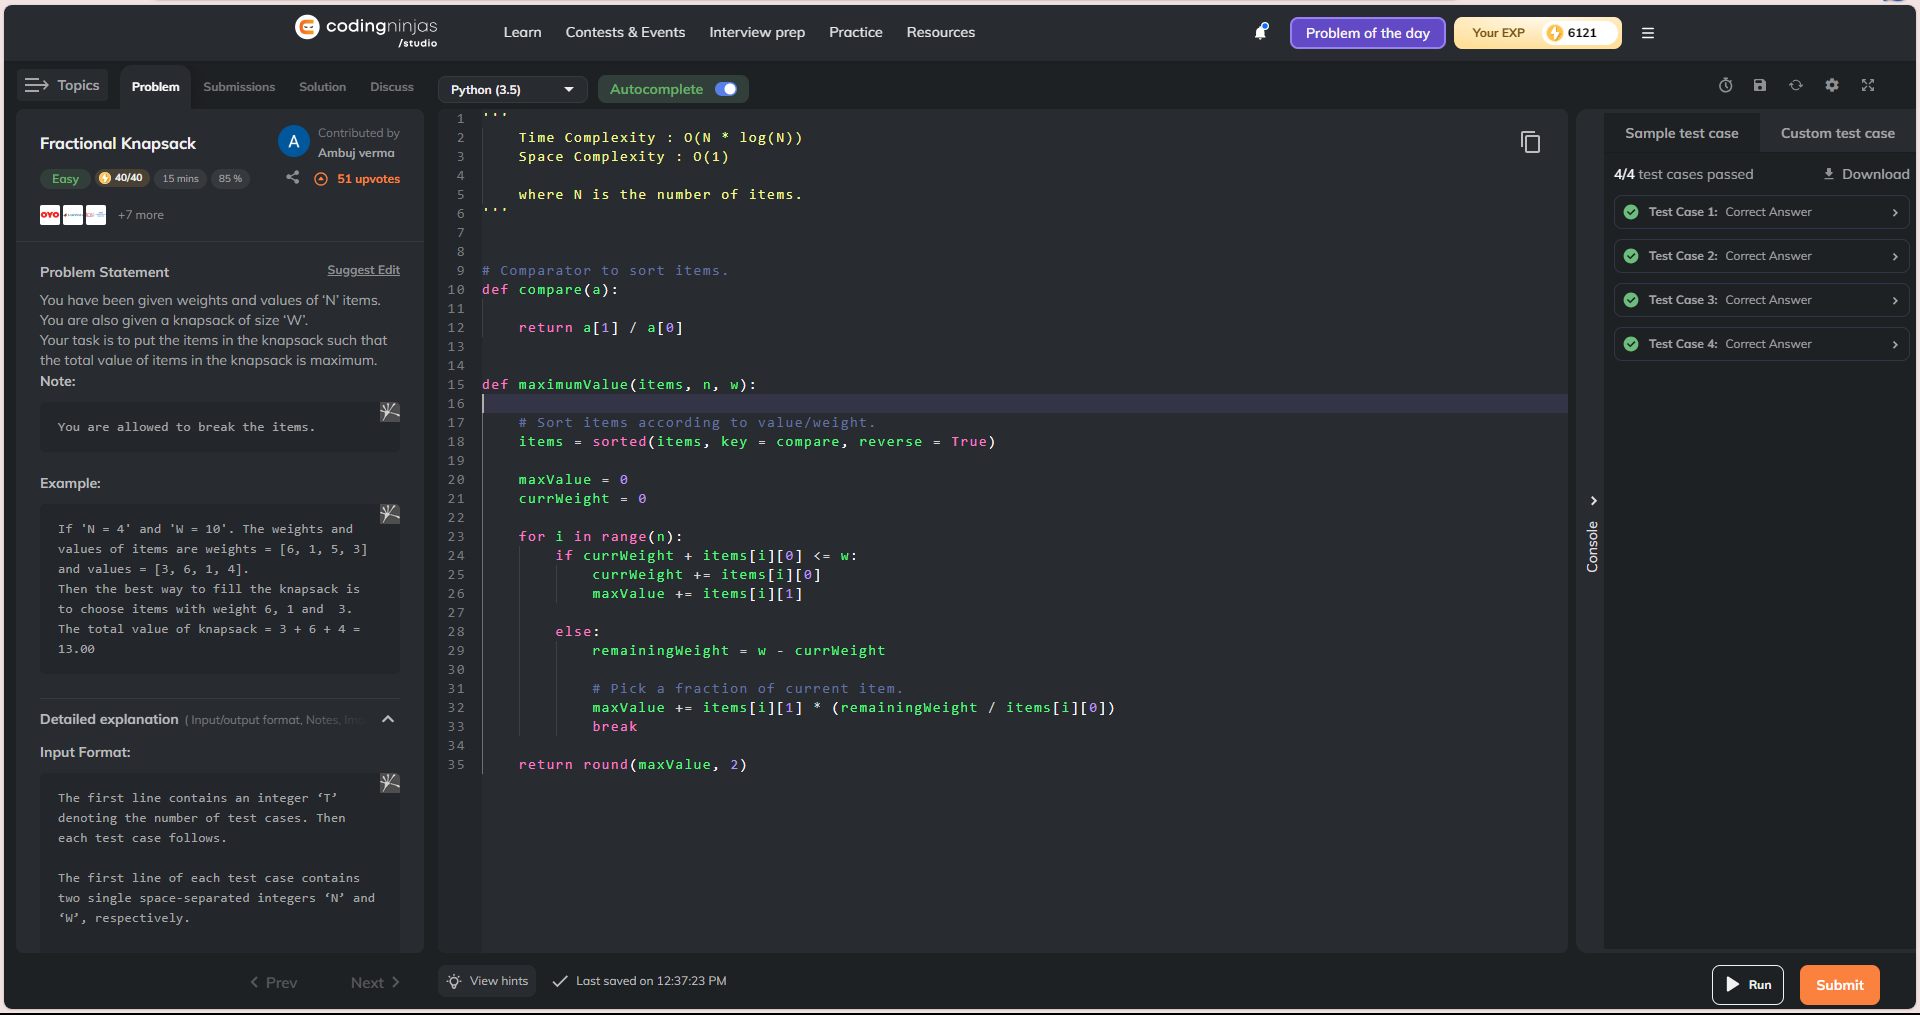 codingninjas
/studio
Learn
Contests & Events
Interview prep
Practice
Resources
Problem of the day
Your EXP
6121
Topics
Problem
Submissions
Solution
Discuss
Python (3.5)
Autocomplete
Fractional Knapsack
A
Contributed by
Ambuj verma
Easy
40/40
15 mins
85 %
51 upvotes
OYO
+7 more
Problem Statement
Suggest Edit
You have been given weights and values of ‘N’ items.
You are also given a knapsack of size ‘W’.
Your task is to put the items in the knapsack such that
the total value of items in the knapsack is maximum.
Note:
You are allowed to break the items.
Example:
If 'N = 4' and 'W = 10'. The weights and
values of items are weights = [6, 1, 5, 3]
and values = [3, 6, 1, 4].
Then the best way to fill the knapsack is
to choose items with weight 6, 1 and  3.
The total value of knapsack = 3 + 6 + 4 =
13.00
Detailed explanation
( Input/output format, Notes,
Input Format:
The first line contains an integer ‘T’
denoting the number of test cases. Then
each test case follows.
The first line of each test case contains
two single space-separated integers ‘N’ and
‘W’, respectively.
Prev
Next
1 '''
2     Time Complexity : O(N * log(N))
3     Space Complexity : O(1)
4
5     where N is the number of items.
6 '''
7
8
9 # Comparator to sort items.
10 def compare(a):
11
12     return a[1] / a[0]
13
14
15 def maximumValue(items, n, w):
16
17     # Sort items according to value/weight.
18     items = sorted(items, key = compare, reverse = True)
19
20     maxValue = 0
21     currWeight = 0
22
23     for i in range(n):
24         if currWeight + items[i][0] <= w:
25             currWeight += items[i][0]
26             maxValue += items[i][1]
27
28         else:
29             remainingWeight = w - currWeight
30
31             # Pick a fraction of current item.
32             maxValue += items[i][1] * (remainingWeight / items[i][0])
33             break
34
35     return round(maxValue, 2)
View hints
Last saved on 12:37:23 PM
Console
Sample test case
Custom test case
4/4 test cases passed
Download
Test Case 1: Correct Answer
Test Case 2: Correct Answer
Test Case 3: Correct Answer
Test Case 4: Correct Answer
Run
Submit